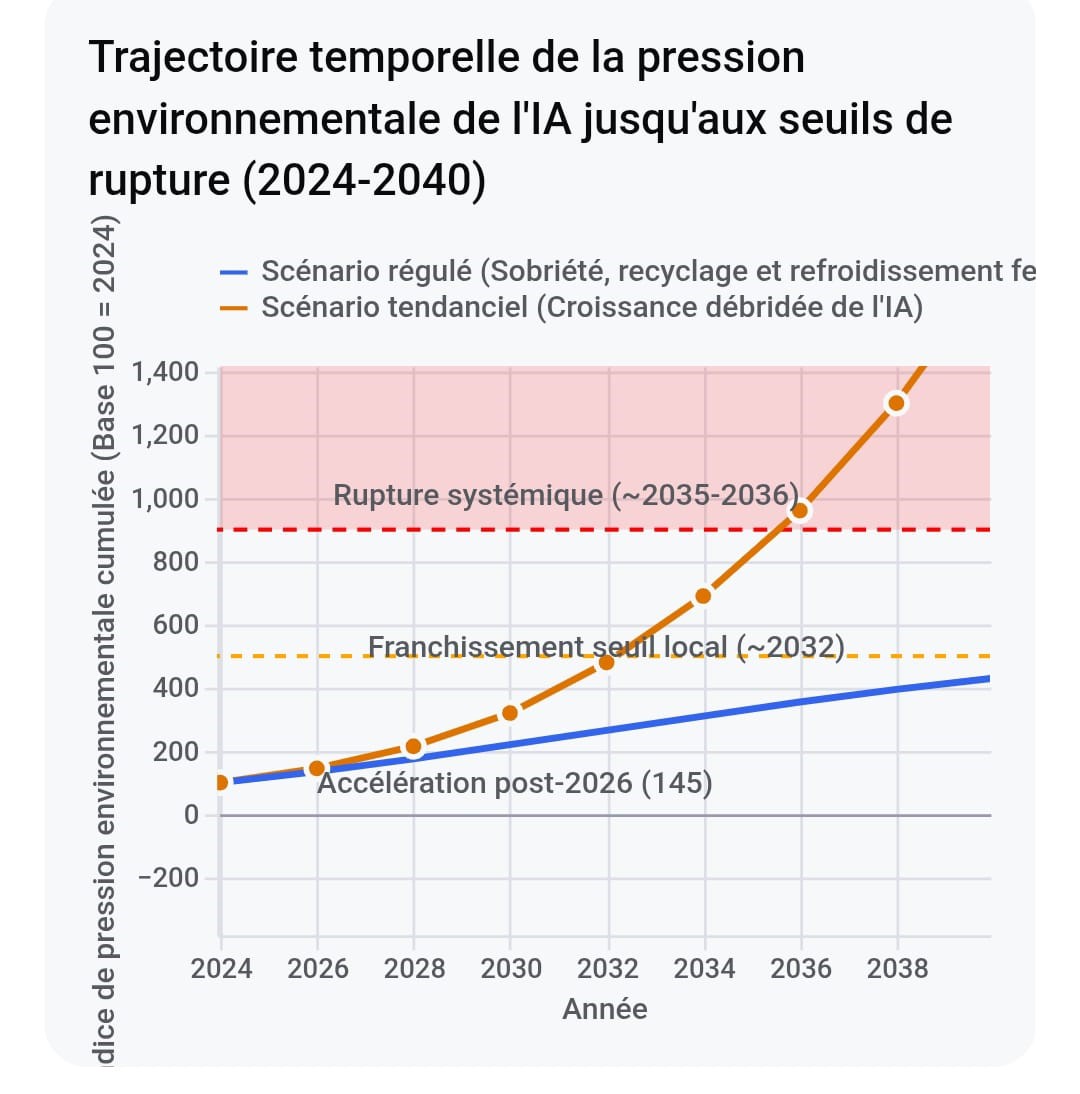 Trajectoire temporelle de la pression
environnementale de l'IA jusqu'aux seuils de
rupture (2024-2040)
Scénario régulé (Sobriété, recyclage et refroidissement
Scénario tendanciel (Croissance débridée de l'IA)
de pression environnementale cumulée (Base 100 = 2024)
1,400
1,200
1,000
800
600
400
200
0
−200
Rupture systémique (~2035-2036)
Franchissement seuil local (~2032)
Accélération post-2026 (145)
2024 2026 2028 2030 2032 2034 2036 2038
Année